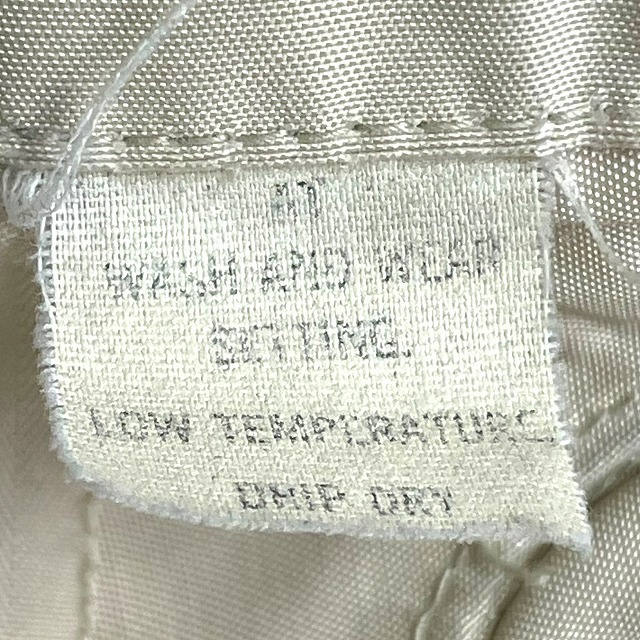 WASH AND WEAR
SETTING.
LOW TEMPERATURE.
DRIP DRY